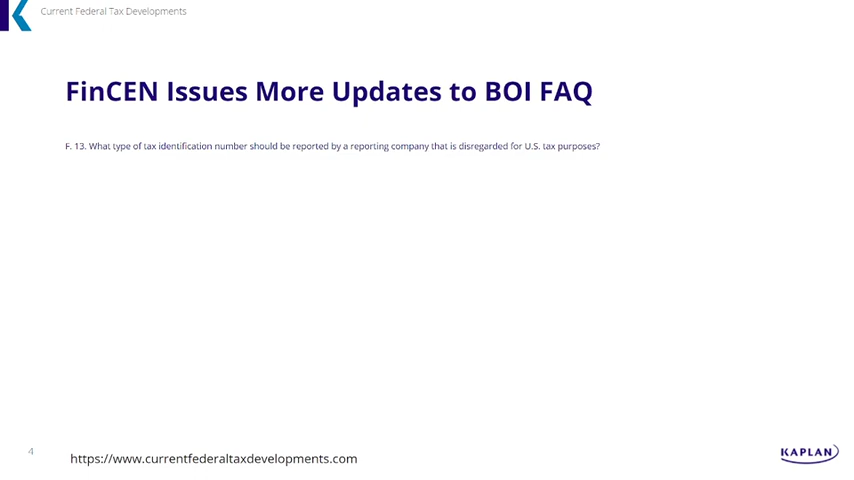 Current Federal Tax Developments
FinCEN Issues More Updates to BOI FAQ
F. 13. What type of tax identification number should be reported by a reporting company that is disregarded for U.S. tax purposes?
4
https://www.currentfederaltaxdevelopments.com
KAPLAN